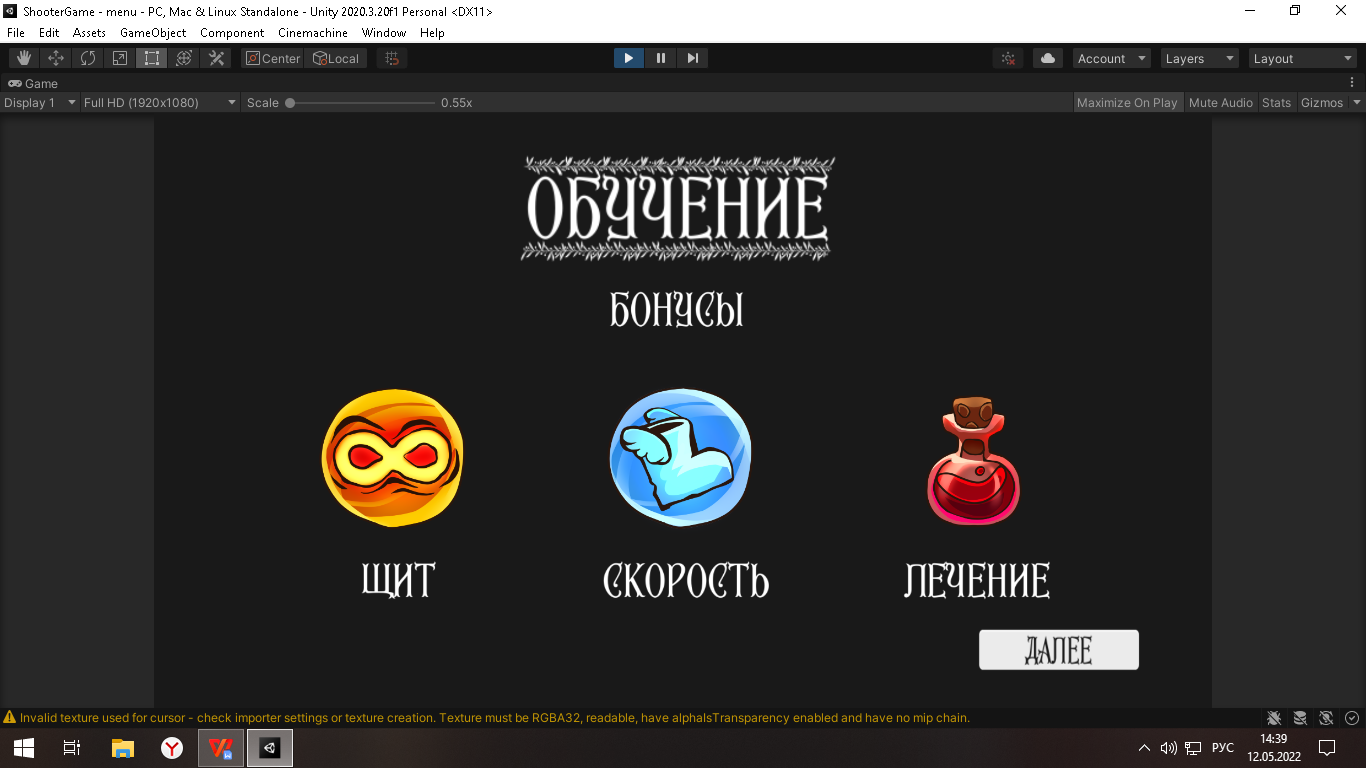 ShooterGame - menu - PC, Mac & Linux Standalone - Unity 2020.3.20f1 Personal <DX11>
File Edit Assets GameObject Component Cinemachine Window Help
Center Local Account Layers Layout
Game
Display 1 Full HD (1920x1080) Scale 0.55x Maximize On Play Mute Audio Stats Gizmos
ОБУЧЕНИЕ
БОНУСЫ
ЩИТ СКОРОСТЬ ЛЕЧЕНИЕ
ДАЛЕЕ
Invalid texture used for cursor - check importer settings or texture creation. Texture must be RGBA32, readable, have alphaIsTransparency enabled and have no mip chain.
РУС 14:39
12.05.2022